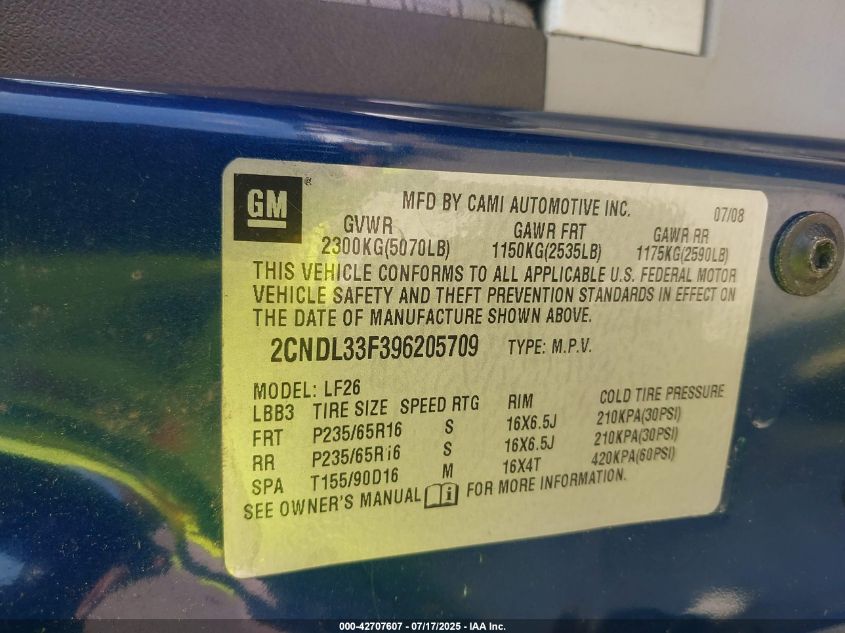 GM ® MFD BY CAMI AUTOMOTIVE INC. 07/08
GVWR GAWR FRT GAWR RR
2300KG(5070LB) 1150KG(2535LB) 1175KG(2590LB)
THIS VEHICLE CONFORMS TO ALL APPLICABLE U.S. FEDERAL MOTOR
VEHICLE SAFETY AND THEFT PREVENTION STANDARDS IN EFFECT ON
THE DATE OF MANUFACTURE SHOWN ABOVE.
2CNDL33F396205709 TYPE: M.P.V.
MODEL: LF26
LBB3 TIRE SIZE SPEED RTG RIM COLD TIRE PRESSURE
FRT P235/65R16 S 16X6.5J 210KPA(30PSI)
RR P235/65R16 S 16X6.5J 210KPA(30PSI)
SPA T155/90D16 M 16X4T 420KPA(60PSI)
SEE OWNER'S MANUAL i FOR MORE INFORMATION.
000-42707607 / 07/17/2025 - IAA Inc.